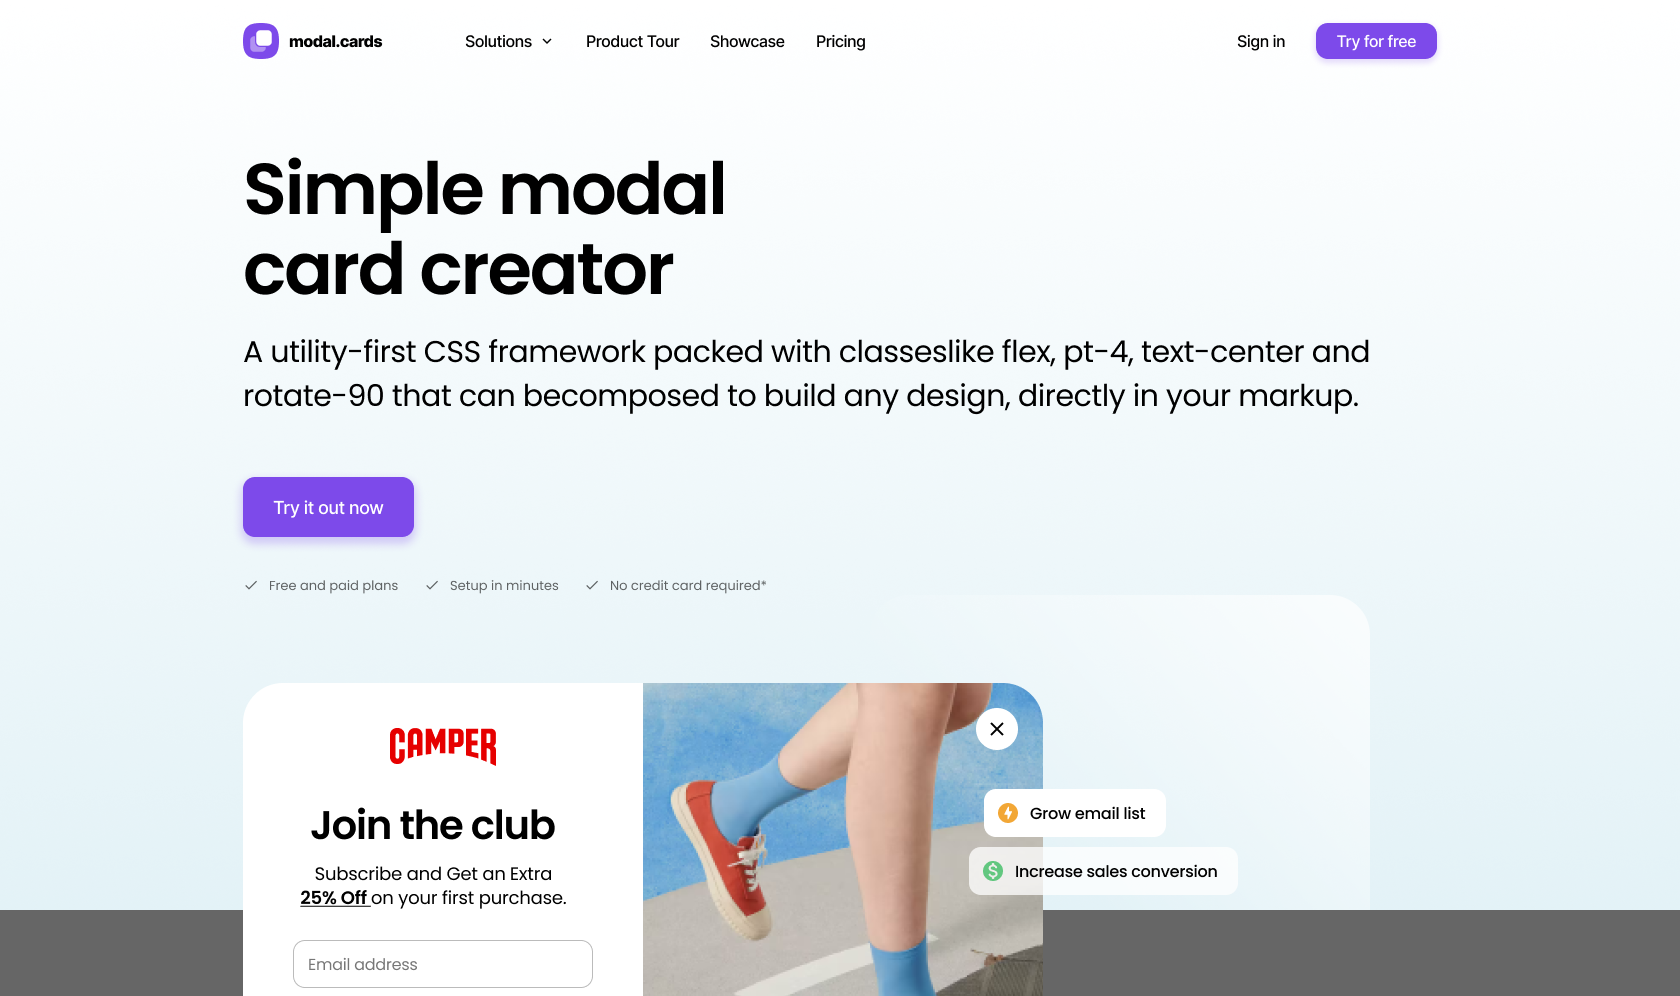 modal.cards
Solutions
Product Tour
Showcase
Pricing
Sign in
Try for free
Simple modal
card creator
A utility-first CSS framework packed with classeslike flex, pt-4, text-center and
rotate-90 that can becomposed to build any design, directly in your markup.
Try it out now
Free and paid plans
Setup in minutes
No credit card required*
CAMPER
Join the club
Subscribe and Get an Extra
25% Off on your first purchase.
Email address
Grow email list
$
Increase sales conversion